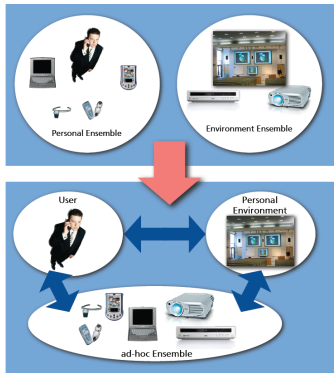 Personal Ensemble
Environment Ensemble
User
Personal
Environment
ad-hoc Ensemble